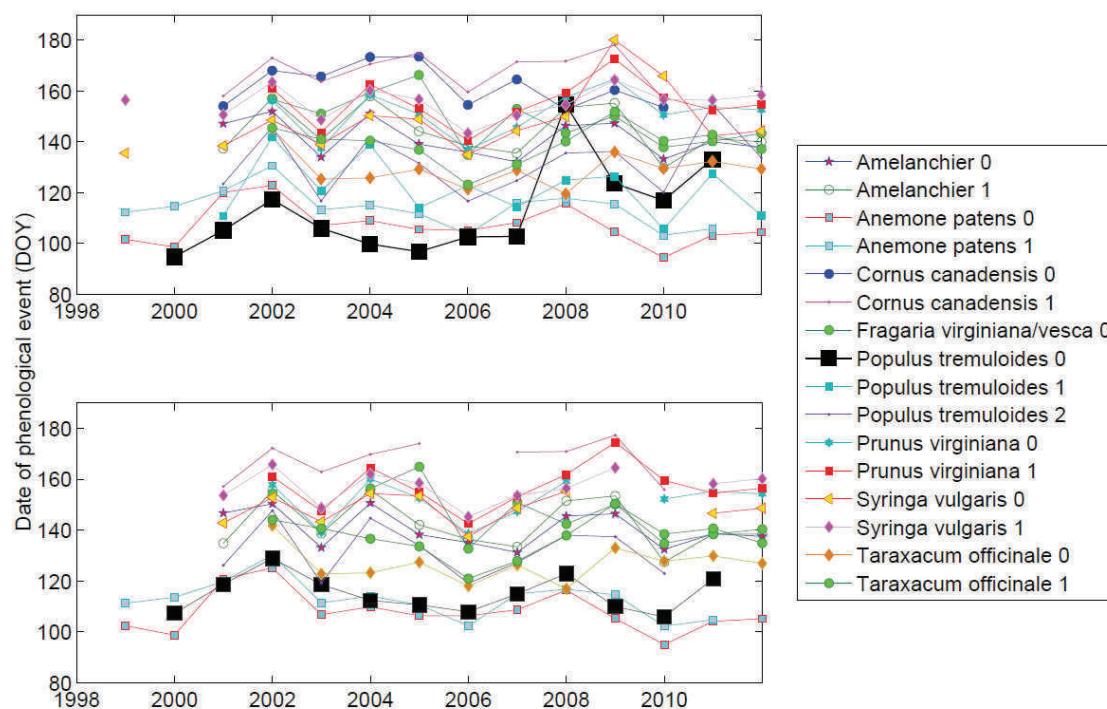 180
160
140
120
100
80
1998 2000 2002 2004 2006 2008 2010
Date of phenological event (DOY)
180
160
140
120
100
80
1998 2000 2002 2004 2006 2008 2010
Amelanchier 0
Amelanchier 1
Anemone patens 0
Anemone patens 1
Cornus canadensis 0
Cornus canadensis 1
Fragaria virginiana/vesca 0
Populus tremuloides 0
Populus tremuloides 1
Populus tremuloides 2
Prunus virginiana 0
Prunus virginiana 1
Syringa vulgaris 0
Syringa vulgaris 1
Taraxacum officinale 0
Taraxacum officinale 1